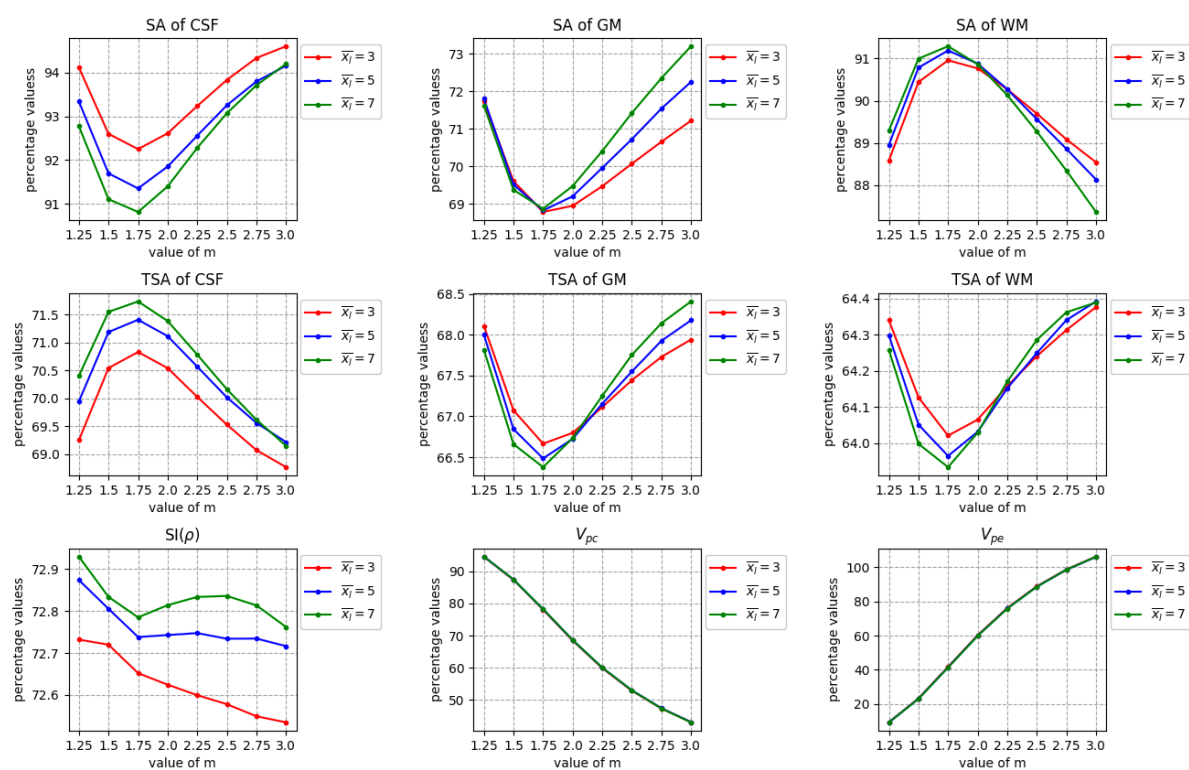 SA of CSF
percentage valuess
94
93
92
91
1.25 1.5 1.75 2.0 2.25 2.5 2.75 3.0
value of m
x̅ₗ = 3
x̅ₗ = 5
x̅ₗ = 7
SA of GM
percentage valuess
73
72
71
70
69
1.25 1.5 1.75 2.0 2.25 2.5 2.75 3.0
value of m
x̅ₗ = 3
x̅ₗ = 5
x̅ₗ = 7
SA of WM
percentage valuess
91
90
89
88
1.25 1.5 1.75 2.0 2.25 2.5 2.75 3.0
value of m
x̅ₗ = 3
x̅ₗ = 5
x̅ₗ = 7
TSA of CSF
percentage valuess
71.5
71.0
70.5
70.0
69.5
69.0
1.25 1.5 1.75 2.0 2.25 2.5 2.75 3.0
value of m
x̅ₗ = 3
x̅ₗ = 5
x̅ₗ = 7
TSA of GM
percentage valuess
68.5
68.0
67.5
67.0
66.5
1.25 1.5 1.75 2.0 2.25 2.5 2.75 3.0
value of m
x̅ₗ = 3
x̅ₗ = 5
x̅ₗ = 7
TSA of WM
percentage valuess
64.4
64.3
64.2
64.1
64.0
1.25 1.5 1.75 2.0 2.25 2.5 2.75 3.0
value of m
x̅ₗ = 3
x̅ₗ = 5
x̅ₗ = 7
SI(ρ)
percentage valuess
72.9
72.8
72.7
72.6
1.25 1.5 1.75 2.0 2.25 2.5 2.75 3.0
value of m
x̅ₗ = 3
x̅ₗ = 5
x̅ₗ = 7
V_pc
percentage valuess
90
80
70
60
50
1.25 1.5 1.75 2.0 2.25 2.5 2.75 3.0
value of m
x̅ₗ = 3
x̅ₗ = 5
x̅ₗ = 7
V_pe
percentage valuess
100
80
60
40
20
1.25 1.5 1.75 2.0 2.25 2.5 2.75 3.0
value of m
x̅ₗ = 3
x̅ₗ = 5
x̅ₗ = 7